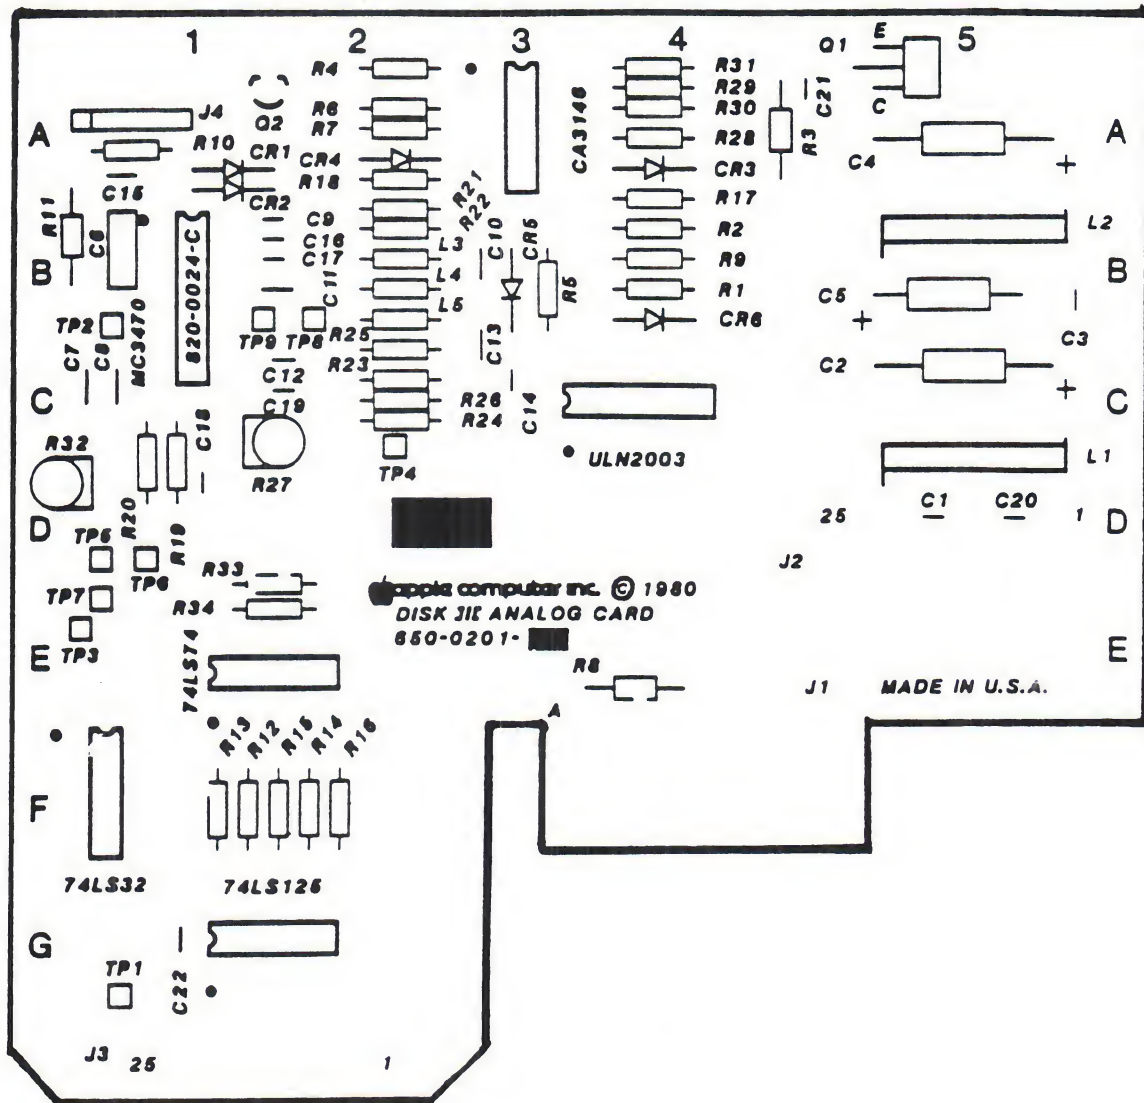 1
2
3
4
5
A
B
C
D
E
F
G
A
B
C
D
E
J4
R10
C15
R11
C6
CR1
CR2
Q2
R4
R6
R7
CR4
R18
R21
R22
C9
C16
C17
C11
L3
L4
L5
C10
CR5
R5
C13
C14
CA3146
R31
R29
R30
R28
CR3
R17
R2
R9
R1
CR6
R3
C21
Q1
E
C
C4
+
L2
C5
+
C3
C2
+
L1
C1
C20
25
1
J2
820-00024-C
MC3470
TP2
C7
C8
TP9
TP8
R25
R23
C12
C19
R26
R24
TP4
R27
C18
R32
R20
R19
TP5
TP6
TP7
TP3
R33
R34
ULN2003
apple computer inc. © 1980
DISK III ANALOG CARD
650-0201-
R8
J1
MADE IN U.S.A.
A
74LS74
R13
R12
R15
R14
R16
74LS32
74LS125
TP1
C22
J3
25
1